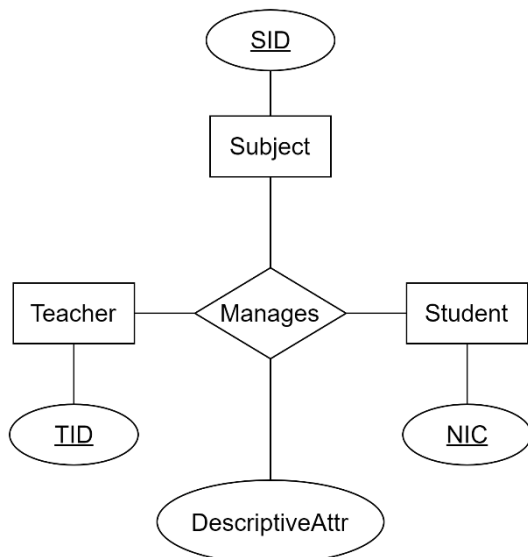 SID
Subject
Teacher
Manages
Student
TID
NIC
DescriptiveAttr